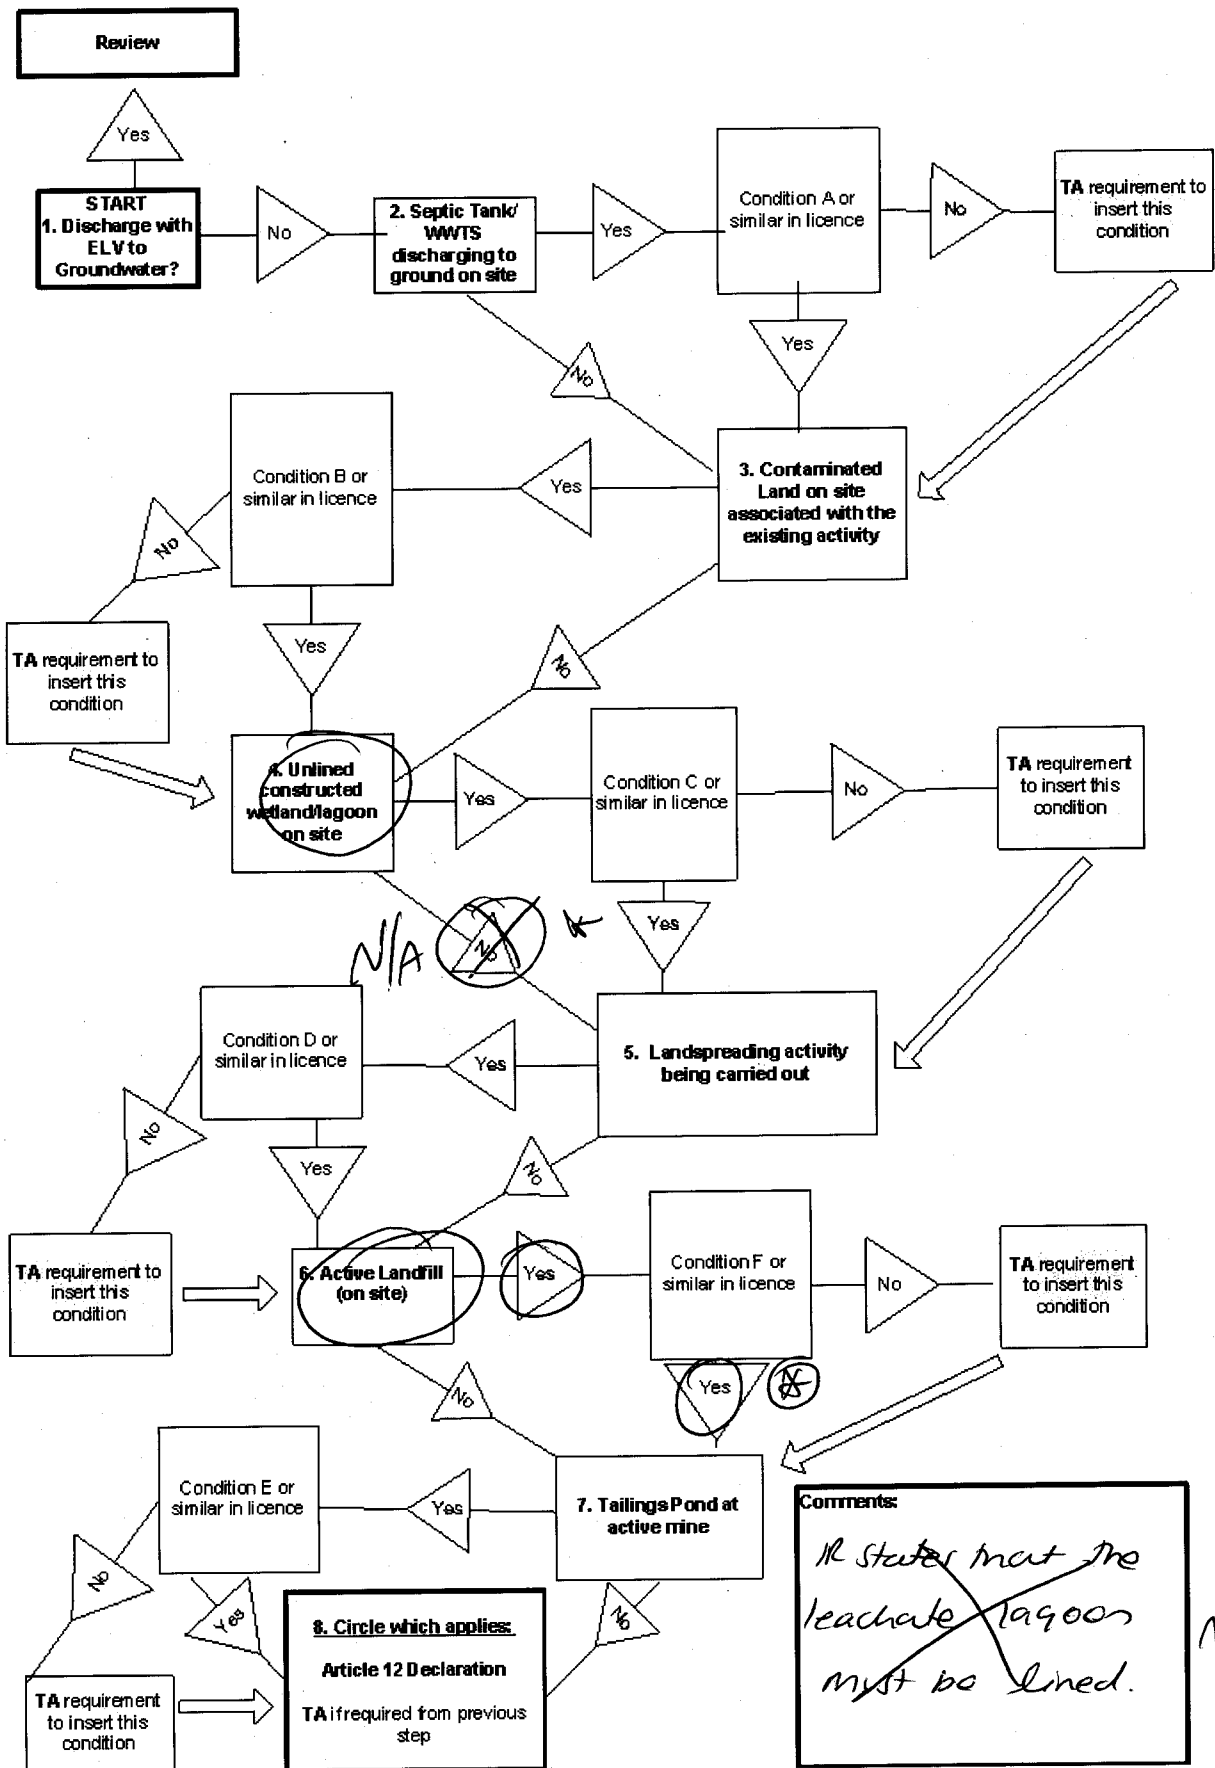 Review
Yes
START
1. Discharge with
ELV to
Groundwater?
No
2. Septic Tank/
WWTS
discharging to
ground on site
Yes
Condition A or
similar in licence
No
TA requirement to
insert this
condition
Yes
No
3. Contaminated
Land on site
associated with the
existing activity
Yes
Condition B or
similar in licence
No
TA requirement to
insert this
condition
Yes
No
4. Unlined
constructed
wetland/lagoon
on site
Yes
Condition C or
similar in licence
No
TA requirement
to insert this
condition
Yes
No
N/A
5. Landspreading activity
being carried out
Yes
Condition D or
similar in licence
No
TA requirement to
insert this
condition
Yes
No
6. Active Landfill
(on site)
Yes
Condition F or
similar in licence
No
TA requirement
to insert this
condition
Yes
No
7. Tailings Pond at
active mine
Yes
Condition E or
similar in licence
No
Yes
No
TA requirement
to insert this
condition
8. Circle which applies:
Article 12 Declaration
TA if required from previous
step
Comments:
IR states that the
leachate lagoon
must be lined.